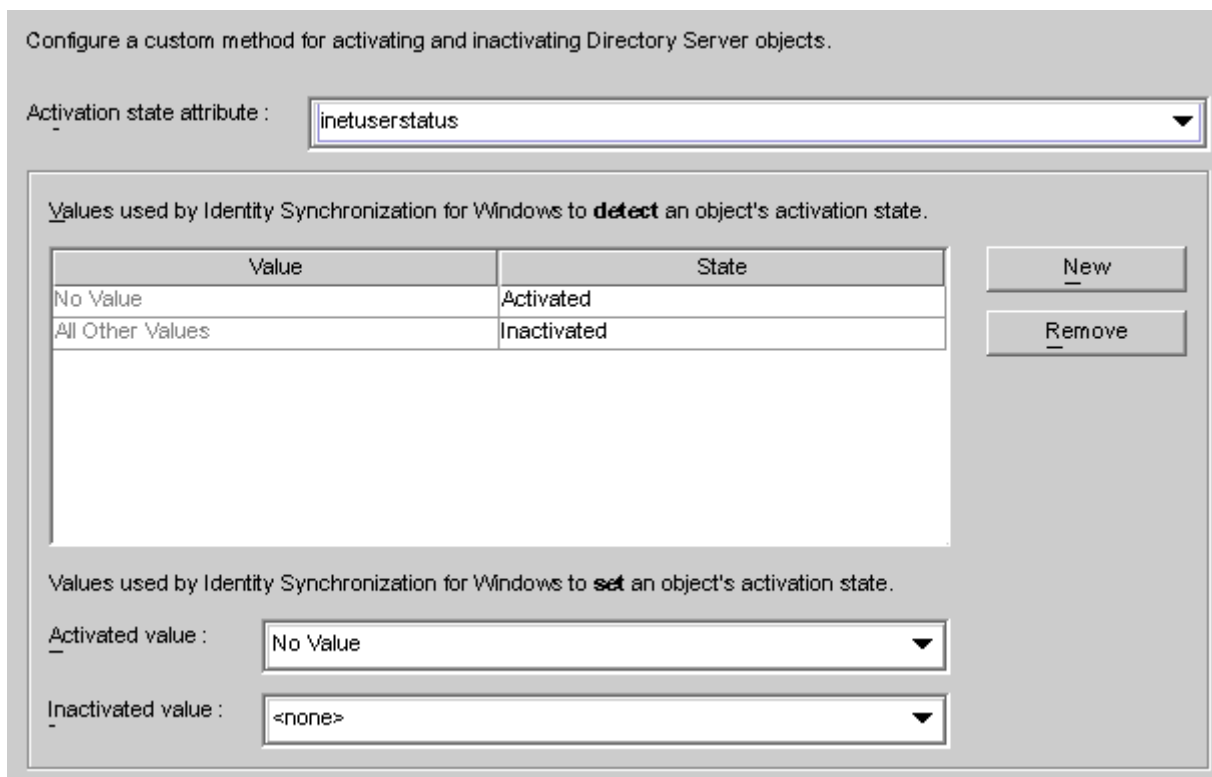 Configure a custom method for activating and inactivating Directory Server objects.
Activation state attribute :
inetuserstatus
Values used by Identity Synchronization for Windows to detect an object's activation state.
Value State
No Value Activated
All Other Values Inactivated
New
Remove
Values used by Identity Synchronization for Windows to set an object's activation state.
Activated value : No Value
Inactivated value : <none>